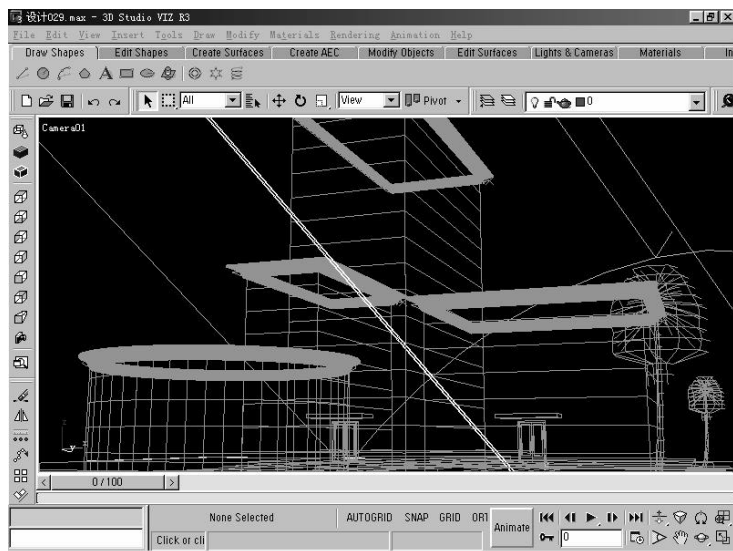 设计029.max - 3D Studio VIZ R3
File Edit View Insert Tools Draw Modify Materials Rendering Animation Help
Draw Shapes Edit Shapes Create Surfaces Create AEC Modify Objects Edit Surfaces Lights & Cameras Materials In
A
All View Pivot 0
Camera01
0 / 100
None Selected AUTOGRID SNAP GRID ORT Animate
Click or cli 0